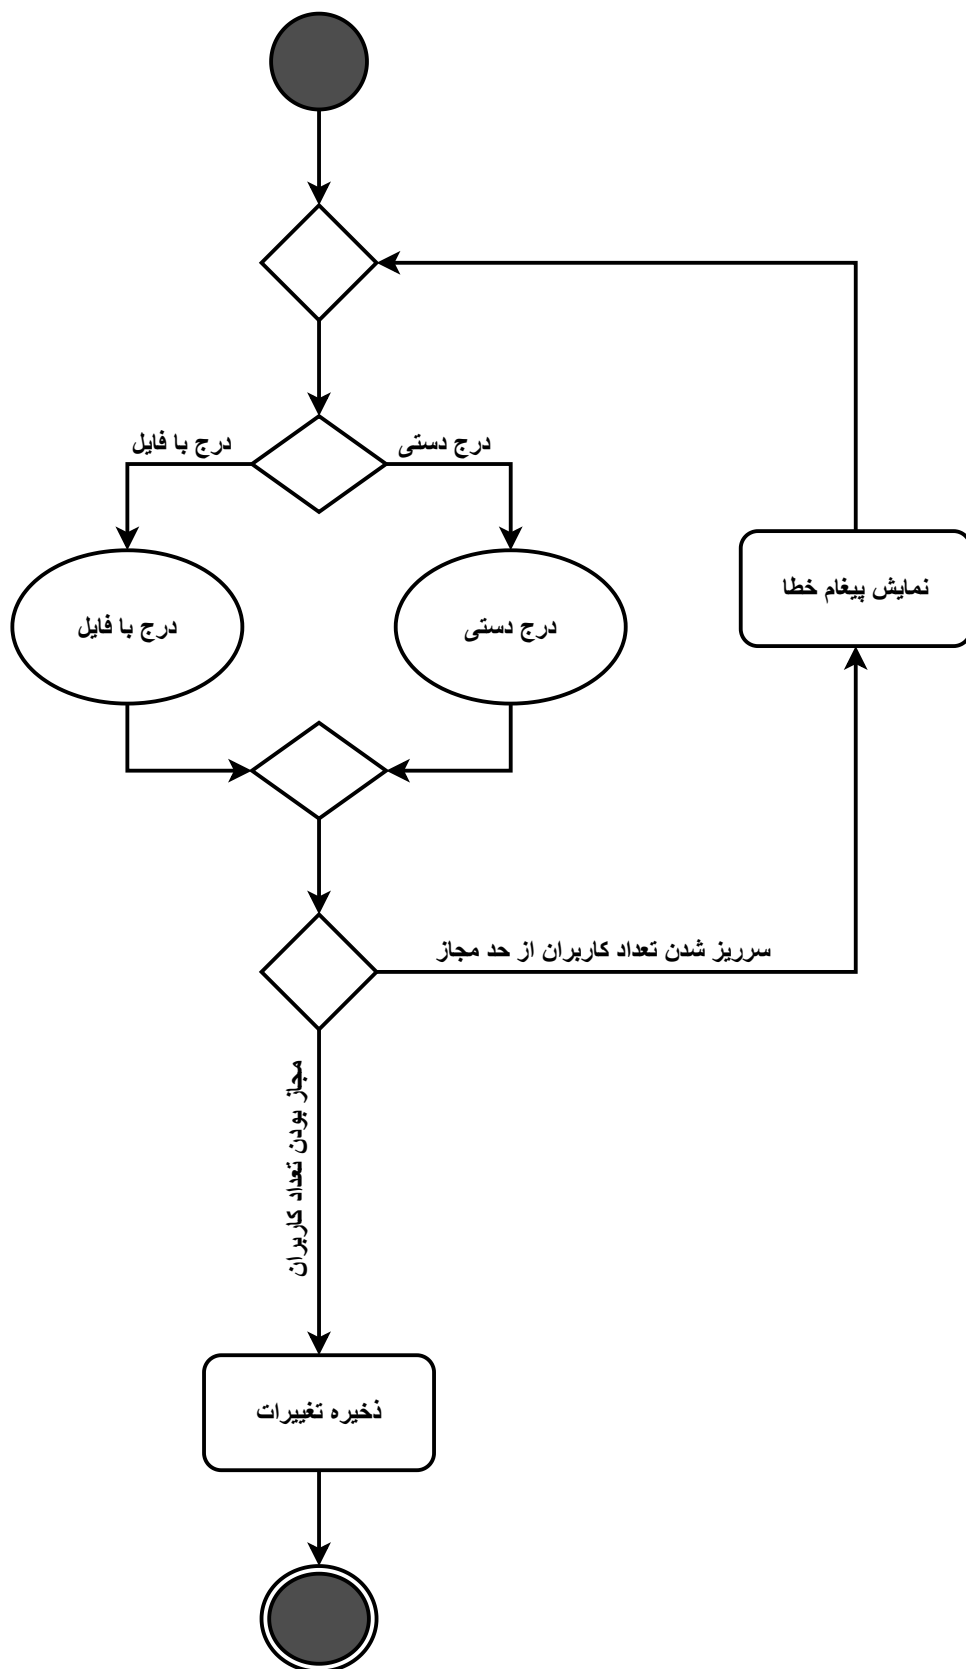 درج با فایل
درج دستی
درج با فایل
درج دستی
نمایش پیغام خطا
سرریز شدن تعداد کاربران از حد مجاز
مجاز بودن تعداد کاربران
ذخیره تغییرات